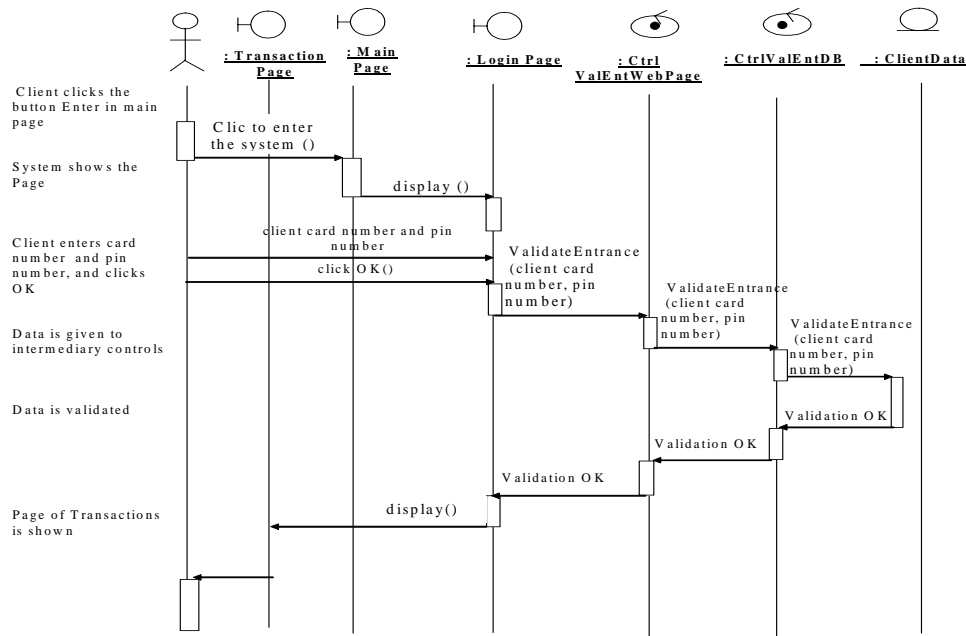 : Transaction
Page
: Main
Page
: Login Page
: Ctrl
ValEntWebPage
: CtrlValEntDB
: ClientData
Client clicks the
button Enter in main
page
Clic to enter
the system ()
System shows the
Page
display ()
client card number and pin
number
Client enters card
number and pin
number, and clicks
OK
click OK()
ValidateEntrance
(client card
number, pin
number)
ValidateEntrance
(client card
number, pin
number)
ValidateEntrance
(client card
number, pin
number)
Data is given to
intermediary controls
Data is validated
Validation OK
Validation OK
Validation OK
display()
Page of Transactions
is shown